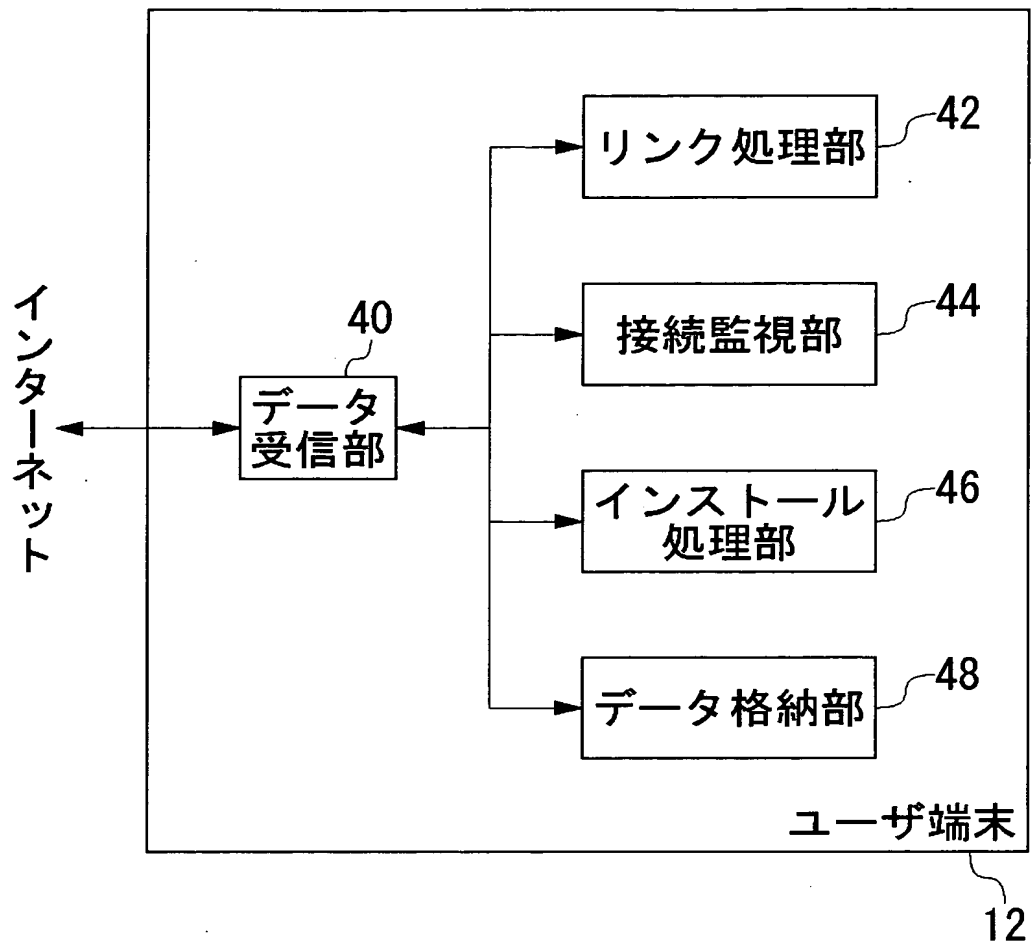 インターネット
40
データ
受信部
リンク処理部
42
接続監視部
44
インストール
処理部
46
データ格納部
48
ユーザ端末
12